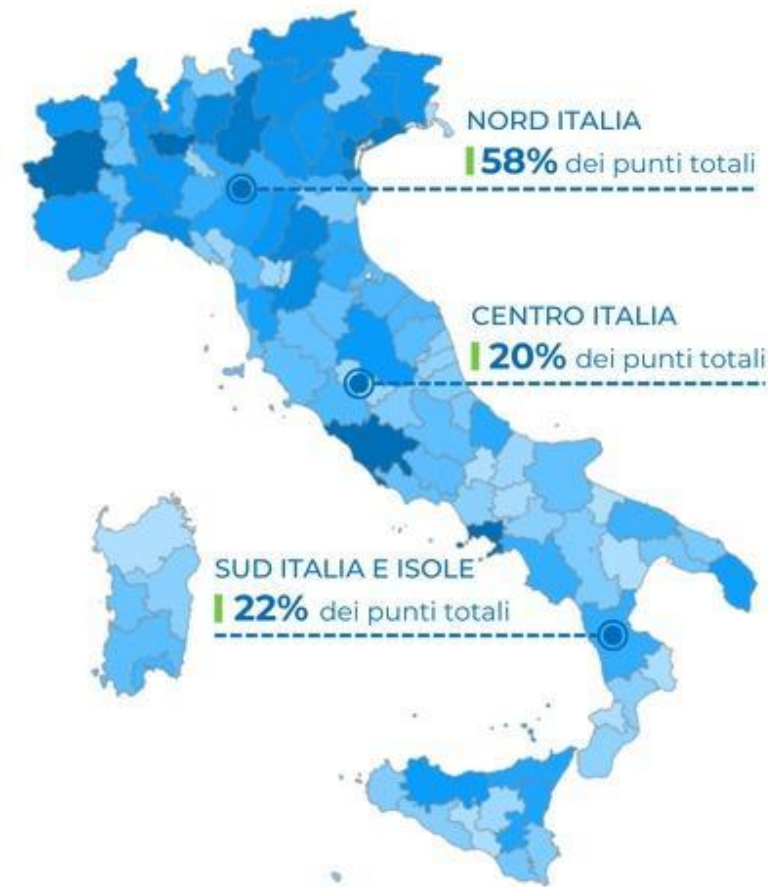 NORD ITALIA
58% dei punti totali
CENTRO ITALIA
20% dei punti totali
SUD ITALIA E ISOLE
22% dei punti totali